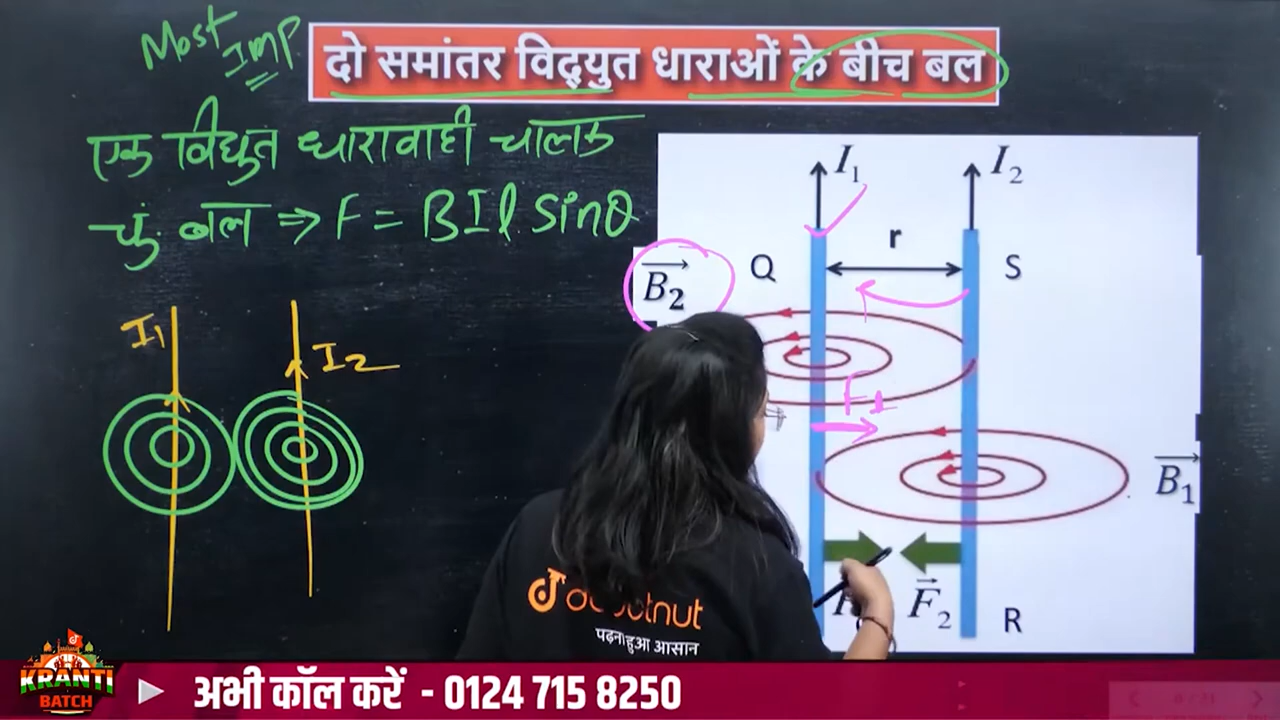 Most
Imp
दो समांतर विद्युत धाराओं के बीच बल
एक विद्युत धारावाही चालक
चुं बल ⇒ F = BIl Sinθ
I₁
I₂
I₁
I₂
r
Q
S
B₂
F₁
B₁
F₂
R
doubtnut
पढ़ना हुआ आसान
KRANTI
BATCH
अभी कॉल करें - 0124 715 8250